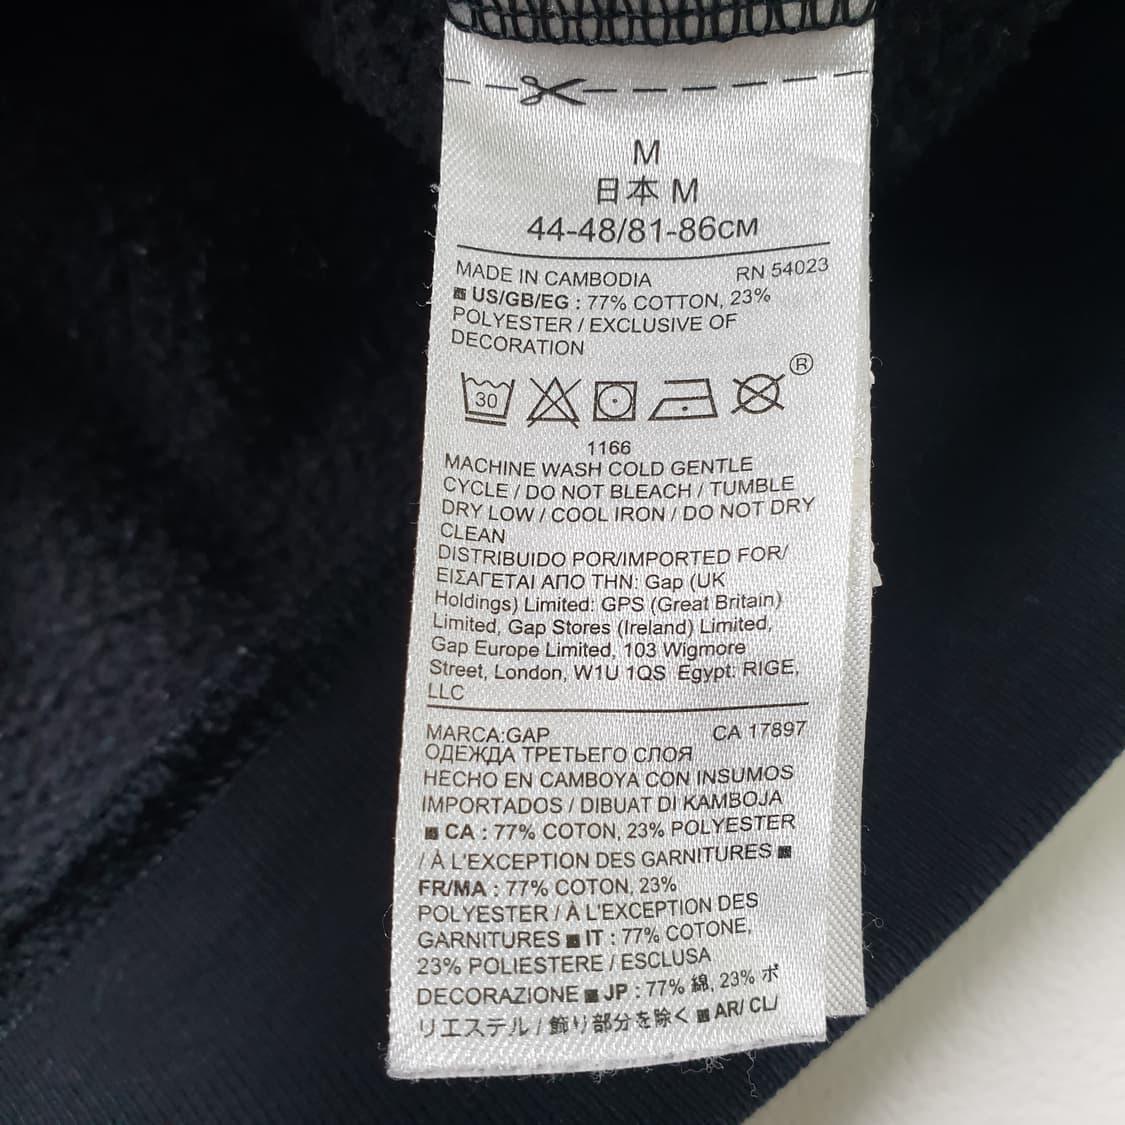 M
日本 M
44-48/81-86CM
MADE IN CAMBODIA RN 54023
■ US/GB/EG : 77% COTTON, 23%
POLYESTER / EXCLUSIVE OF
DECORATION
30 ®
1166
MACHINE WASH COLD GENTLE
CYCLE / DO NOT BLEACH / TUMBLE
DRY LOW / COOL IRON / DO NOT DRY
CLEAN
DISTRIBUIDO POR/IMPORTED FOR/
ΕΙΣΑΓΕΤΑΙ ΑΠΟ ΤΗΝ: Gap (UK
Holdings) Limited: GPS (Great Britain)
Limited, Gap Stores (Ireland) Limited,
Gap Europe Limited, 103 Wigmore
Street, London, W1U 1QS Egypt: RIGE,
LLC
MARCA:GAP CA 17897
ОДЕЖДА ТРЕТЬЕГО СЛОЯ
HECHO EN CAMBOYA CON INSUMOS
IMPORTADOS / DIBUAT DI KAMBOJA
■ CA : 77% COTON, 23% POLYESTER
/ À L'EXCEPTION DES GARNITURES ■
FR/MA : 77% COTON, 23%
POLYESTER / À L'EXCEPTION DES
GARNITURES ■ IT : 77% COTONE,
23% POLIESTERE / ESCLUSA
DECORAZIONE ■ JP : 77% 綿, 23% ポ
リエステル / 飾り部分を除く ■ AR/ CL/